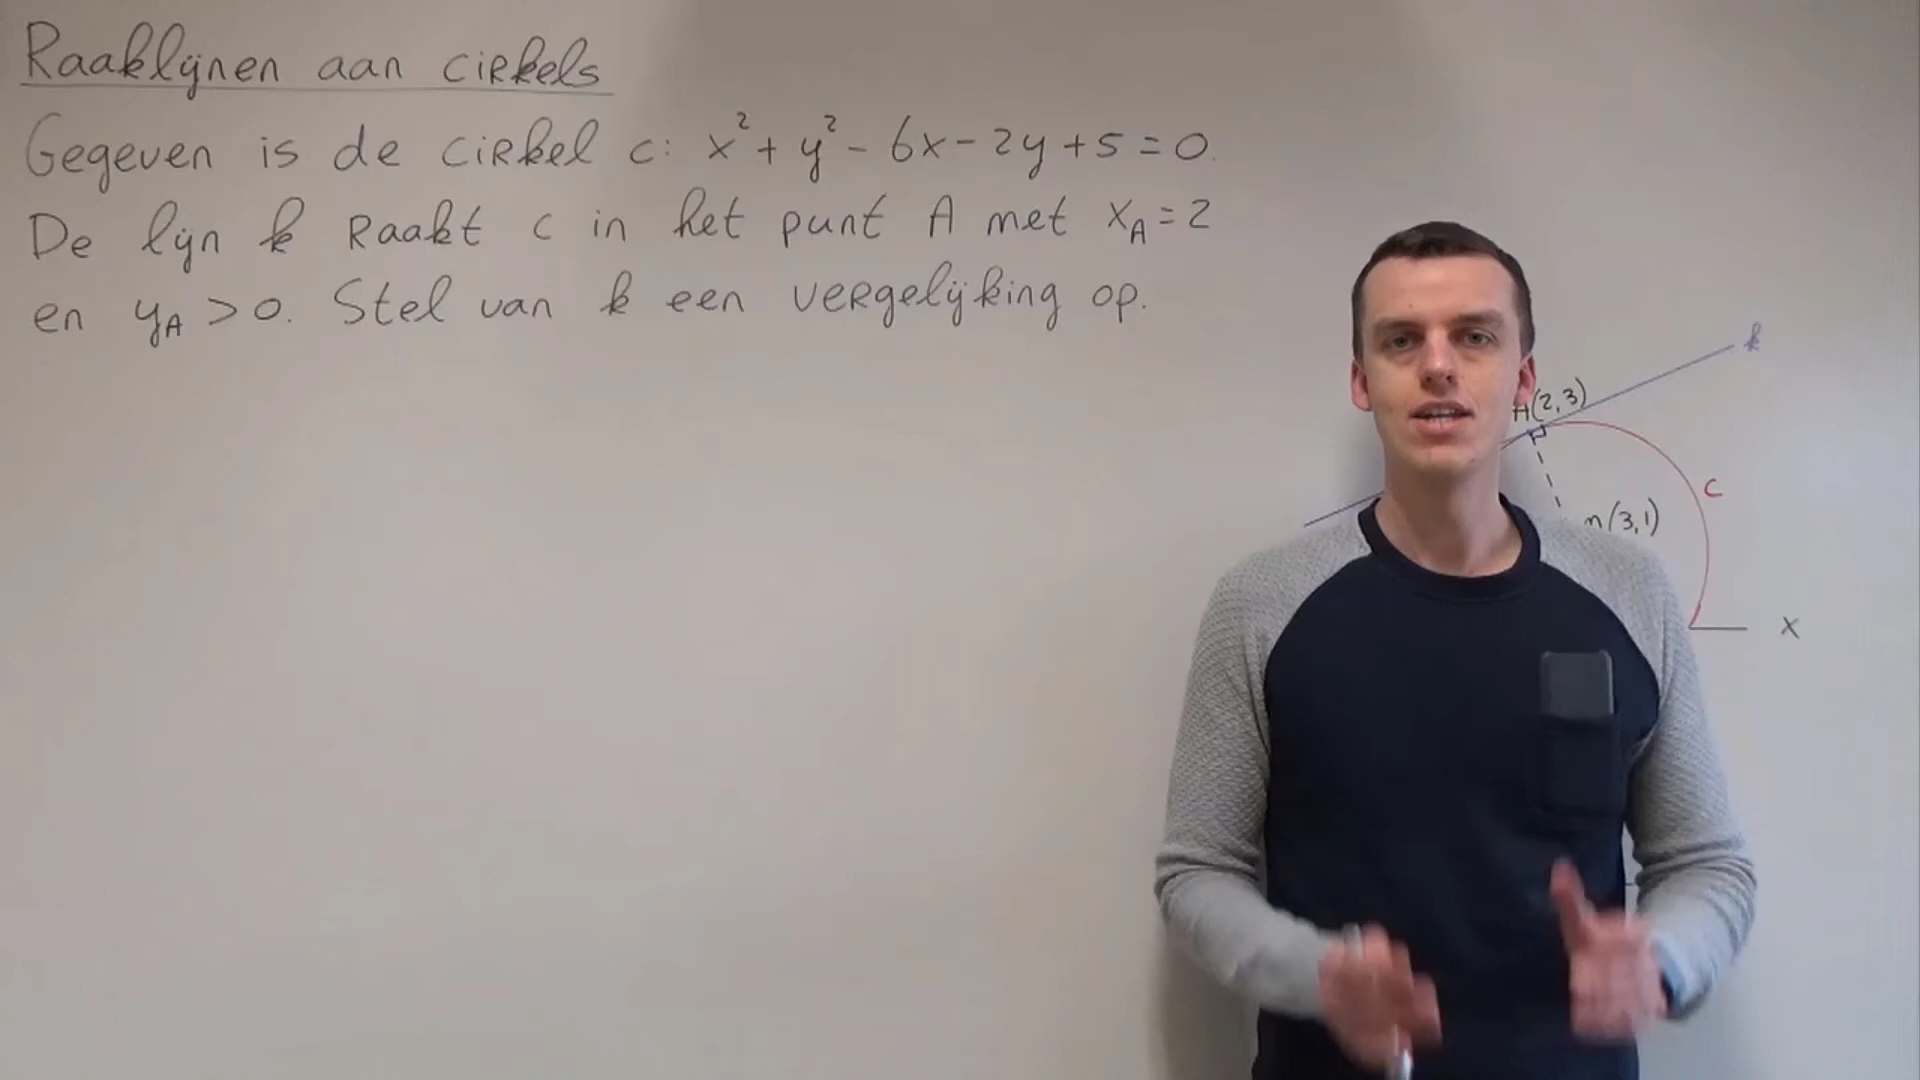 Raaklijnen aan cirkels
Gegeven is de cirkel c: x² + y² - 6x - 2y + 5 = 0.
De lijn k raakt c in het punt A met x_A = 2
en y_A > 0. Stel van k een vergelijking op.
k
A(2,3)
c
m(3,1)
x